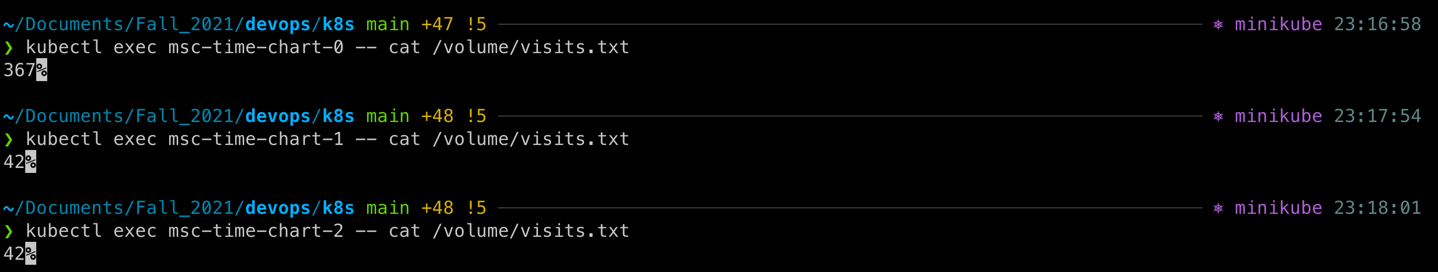 ~/Documents/Fall_2021/devops/k8s main +47 !5 ✵ minikube 23:16:58
❯ kubectl exec msc-time-chart-0 -- cat /volume/visits.txt
367%
~/Documents/Fall_2021/devops/k8s main +48 !5 ✵ minikube 23:17:54
❯ kubectl exec msc-time-chart-1 -- cat /volume/visits.txt
42%
~/Documents/Fall_2021/devops/k8s main +48 !5 ✵ minikube 23:18:01
❯ kubectl exec msc-time-chart-2 -- cat /volume/visits.txt
42%